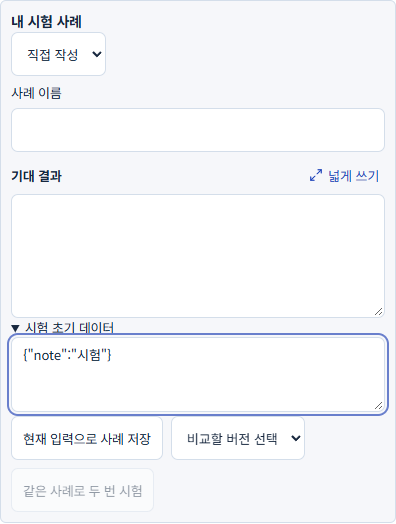 내 시험 사례
직접 작성
사례 이름
기대 결과
넓게 쓰기
▼ 시험 초기 데이터
{"note":"시험"}
현재 입력으로 사례 저장
비교할 버전 선택
같은 사례로 두 번 시험